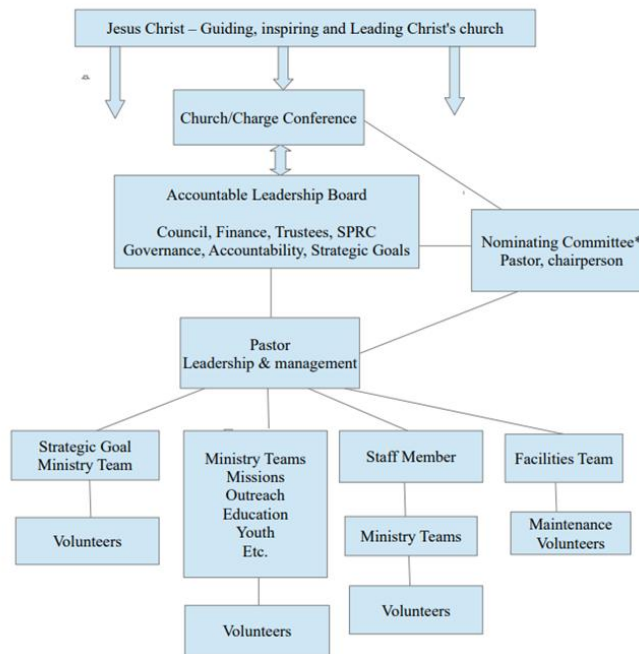 Jesus Christ – Guiding, inspiring and Leading Christ's church
Church/Charge Conference
Accountable Leadership Board
Council, Finance, Trustees, SPRC
Governance, Accountability, Strategic Goals
Nominating Committee*
Pastor, chairperson
Pastor
Leadership & management
Strategic Goal
Ministry Team
Volunteers
Ministry Teams
Missions
Outreach
Education
Youth
Etc.
Volunteers
Staff Member
Ministry Teams
Volunteers
Facilities Team
Maintenance
Volunteers